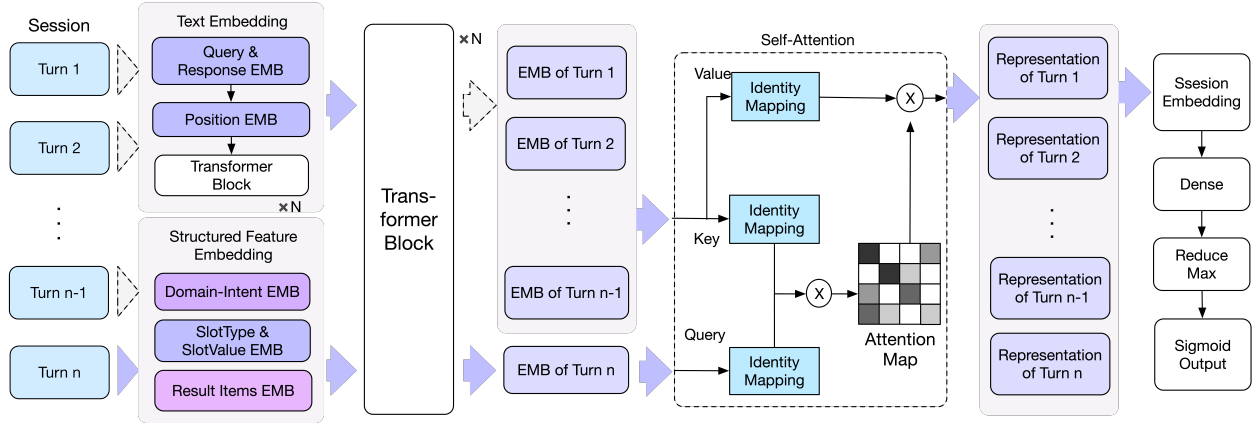 Session
Turn 1
Turn 2
Turn n-1
Turn n
Text Embedding
Query &
Response EMB
Position EMB
Transformer
Block
×N
Structured Feature
Embedding
Domain-Intent EMB
SlotType &
SlotValue EMB
Result Items EMB
Trans-
former
Block
×N
EMB of Turn 1
EMB of Turn 2
EMB of Turn n-1
EMB of Turn n
Self-Attention
Value
Identity
Mapping
X
Key
Identity
Mapping
X
Query
Identity
Mapping
Attention
Map
Representation
of Turn 1
Representation
of Turn 2
Representation
of Turn n-1
Representation
of Turn n
Ssesion
Embedding
Dense
Reduce
Max
Sigmoid
Output